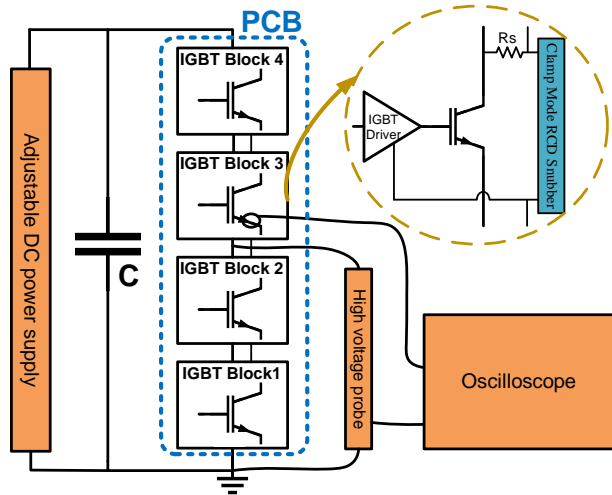 PCB
IGBT Block 4
IGBT Block 3
IGBT Block 2
IGBT Block1
Adjustable DC power supply
C
Rs
IGBT
Driver
Clamp Mode RCD Snubber
High voltage probe
Oscilloscope